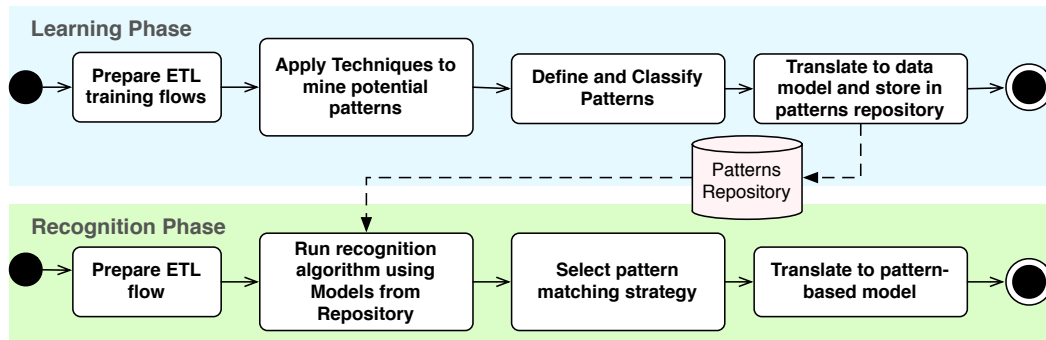 Learning Phase
Prepare ETL
training flows
Apply Techniques to
mine potential
patterns
Define and Classify
Patterns
Translate to data
model and store in
patterns repository
Patterns
Repository
Recognition Phase
Prepare ETL
flow
Run recognition
algorithm using
Models from
Repository
Select pattern
matching strategy
Translate to pattern-
based model